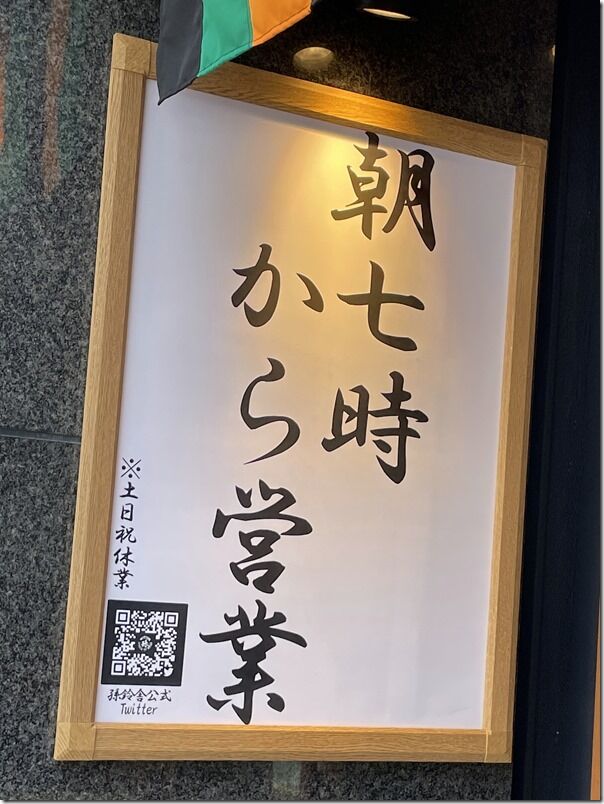 朝七時
から営業
※土日祝休業
孫鈴舎公式
Twitter